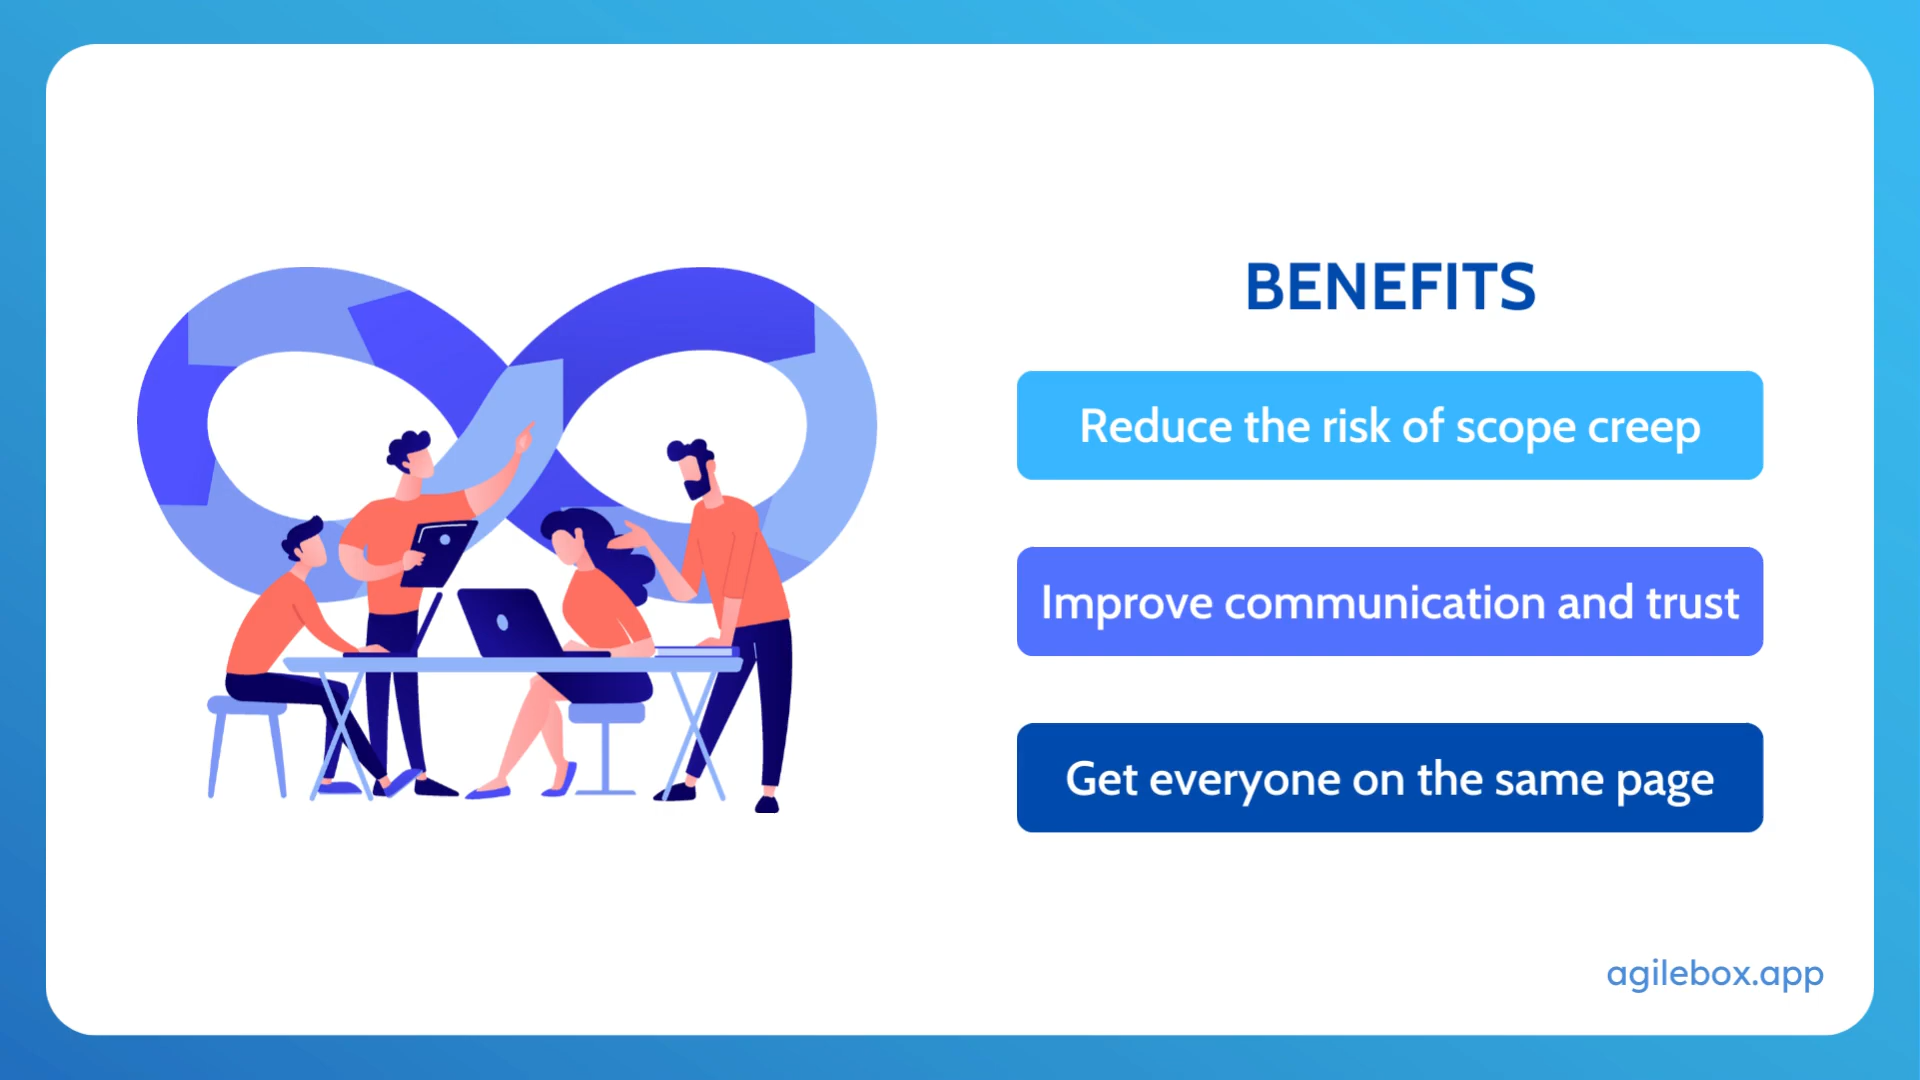 BENEFITS
Reduce the risk of scope creep
Improve communication and trust
Get everyone on the same page
agilebox.app